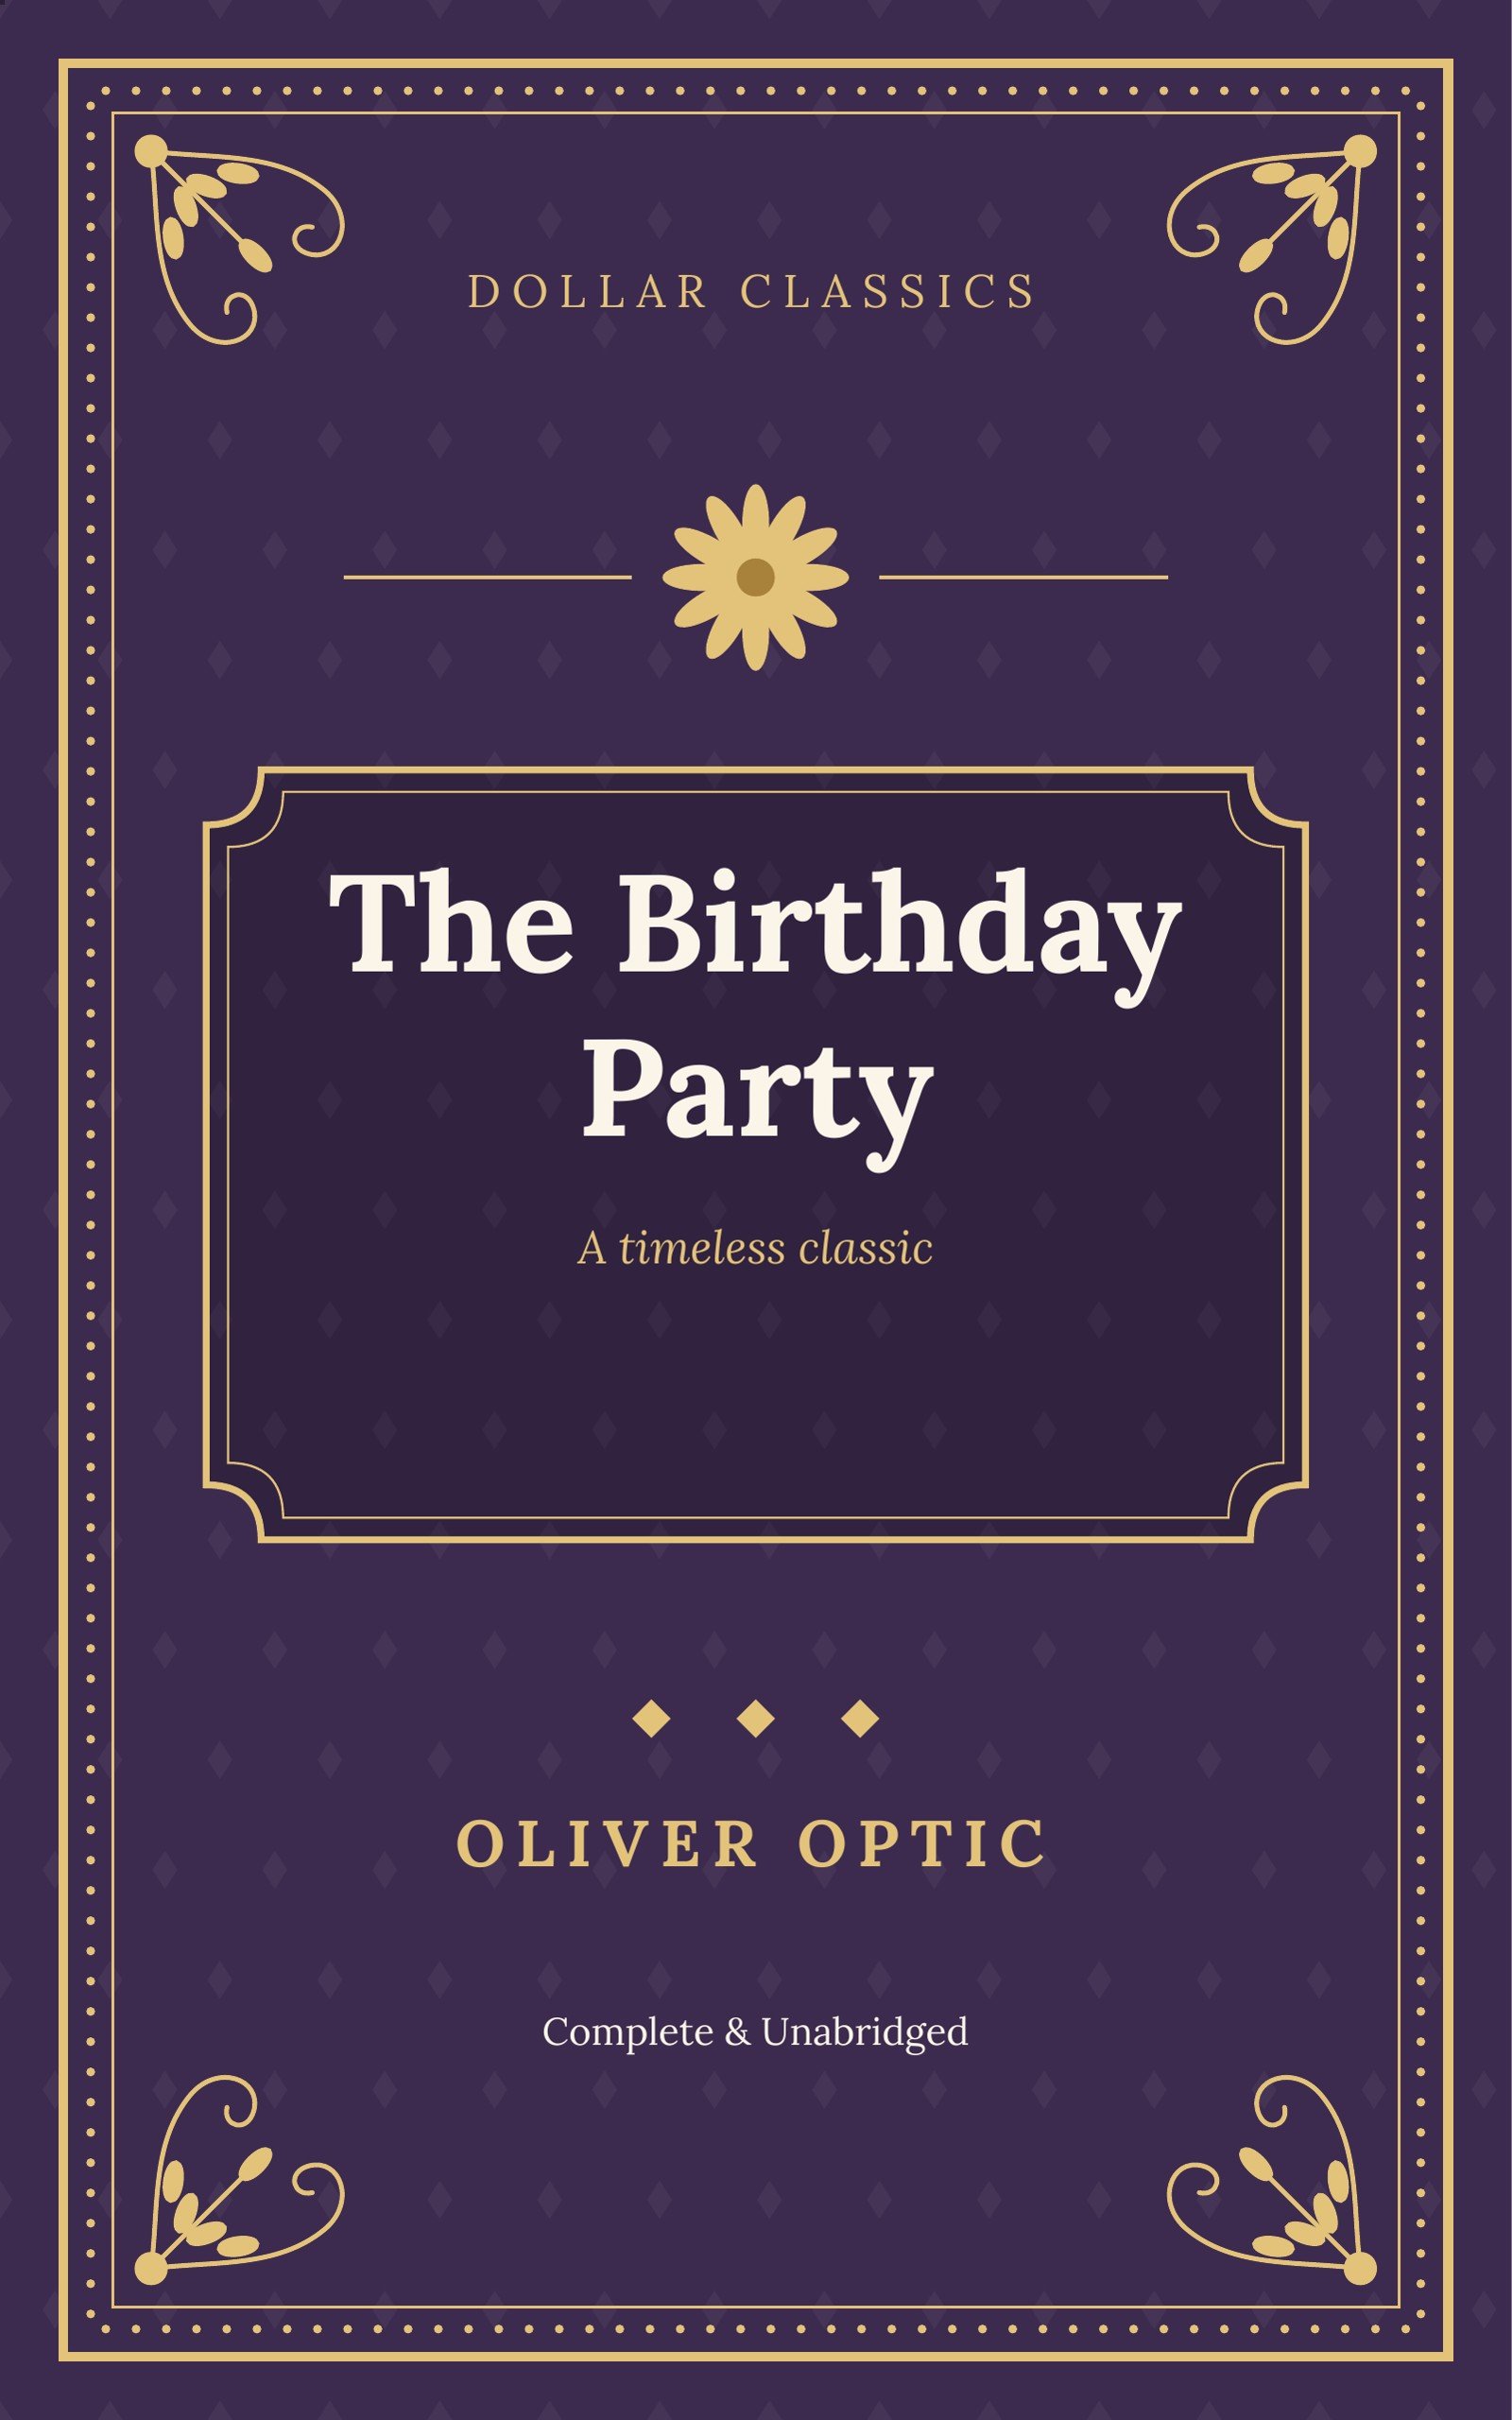 DOLLAR CLASSICS
The Birthday
Party
A timeless classic
OLIVER OPTIC
Complete & Unabridged